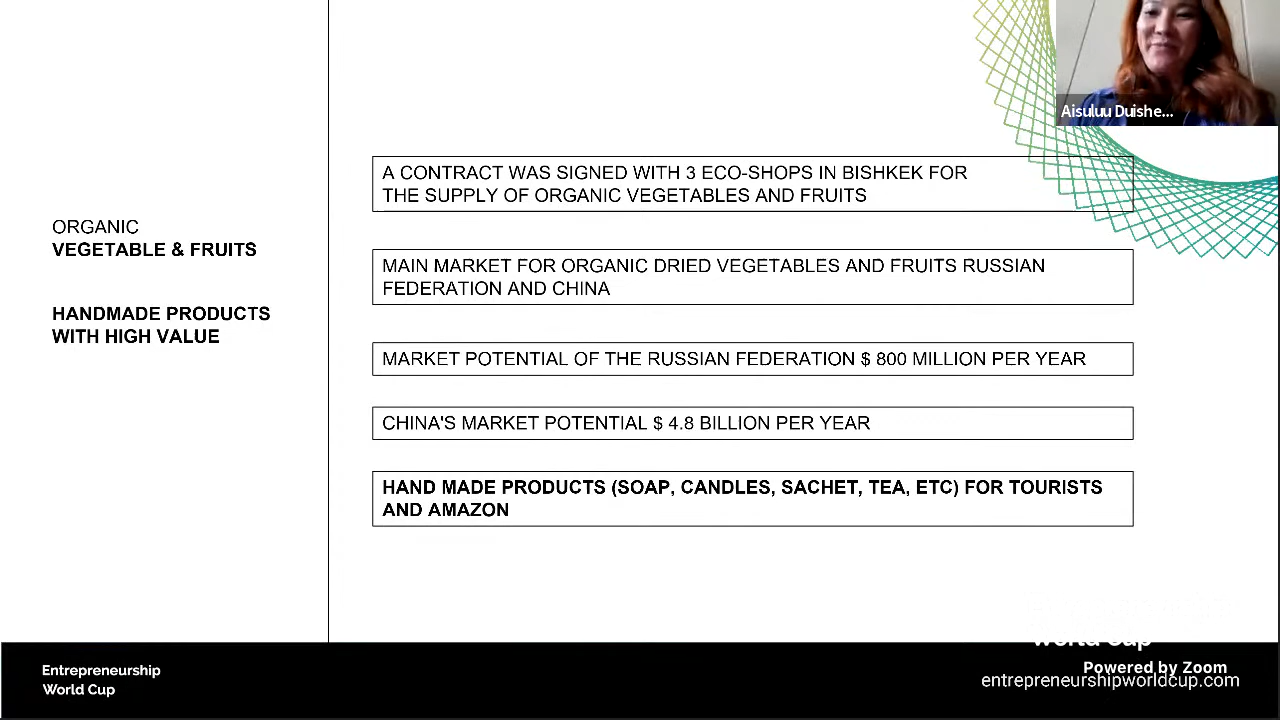 Aisuluu Duishe...
A CONTRACT WAS SIGNED WITH 3 ECO-SHOPS IN BISHKEK FOR
THE SUPPLY OF ORGANIC VEGETABLES AND FRUITS
ORGANIC
VEGETABLE & FRUITS
MAIN MARKET FOR ORGANIC DRIED VEGETABLES AND FRUITS RUSSIAN
FEDERATION AND CHINA
HANDMADE PRODUCTS
WITH HIGH VALUE
MARKET POTENTIAL OF THE RUSSIAN FEDERATION $ 800 MILLION PER YEAR
CHINA'S MARKET POTENTIAL $ 4.8 BILLION PER YEAR
HAND MADE PRODUCTS (SOAP, CANDLES, SACHET, TEA, ETC) FOR TOURISTS
AND AMAZON
World Cup
Entrepreneurship
World Cup
Powered by Zoom
entrepreneurshipworldcup.com